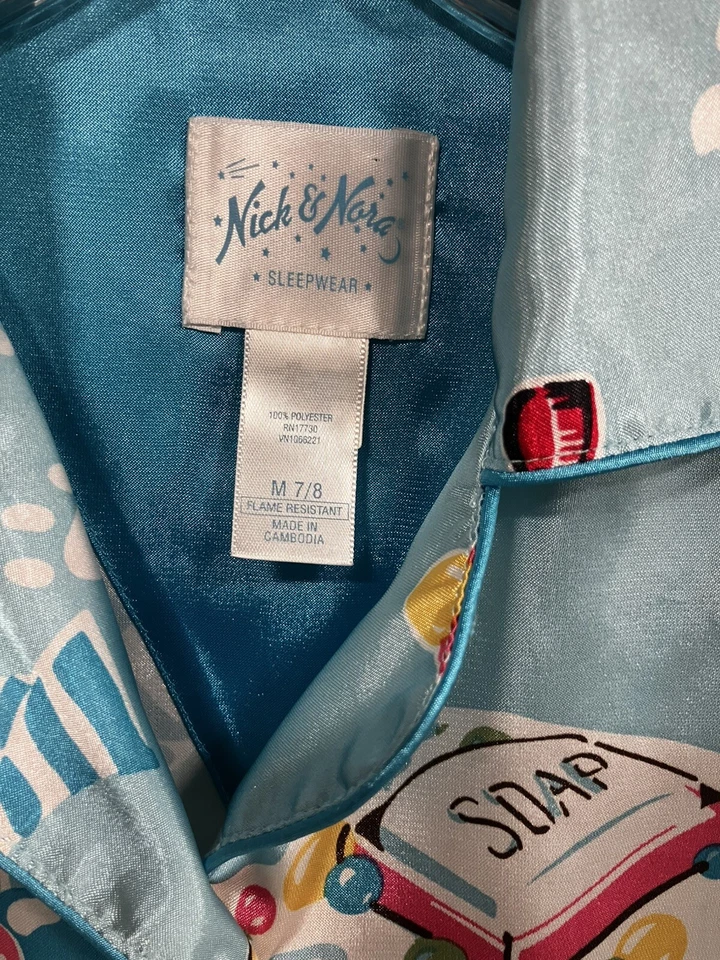 Nick & Nora
SLEEPWEAR
100% POLYESTER
RN17730
VN1066221
M 7/8
FLAME RESISTANT
MADE IN
CAMBODIA
SOAP